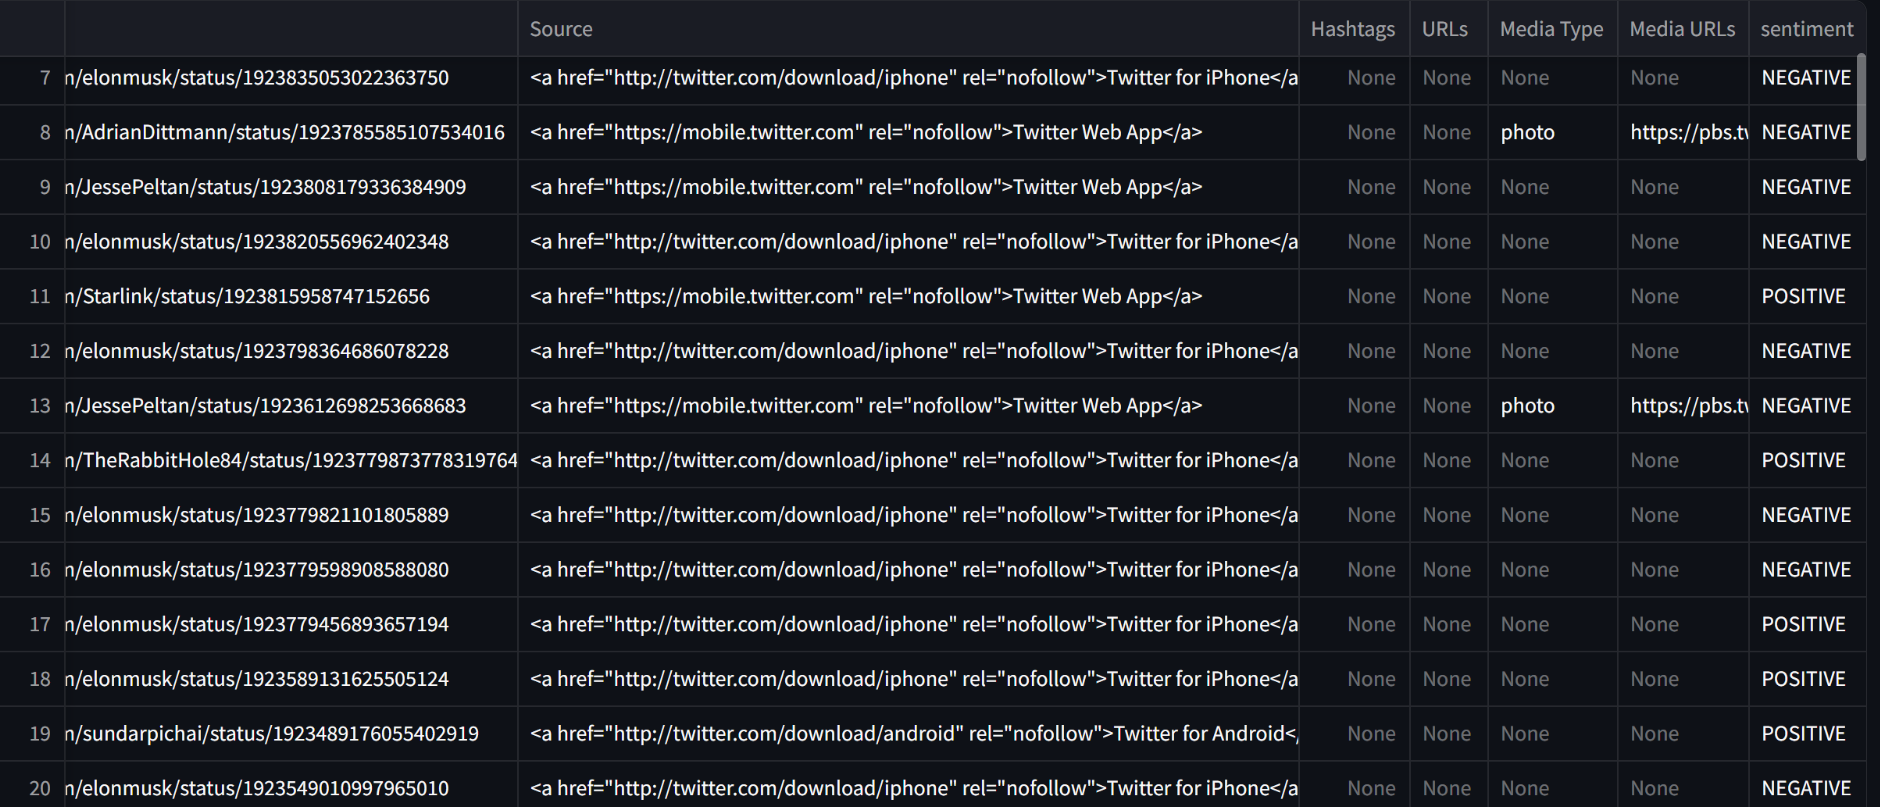 Source Hashtags URLs Media Type Media URLs sentiment
7 m/elonmusk/status/1923835053022363750 <a href="http://twitter.com/download/iphone" rel="nofollow">Twitter for iPhone</a None None None None NEGATIVE
8 m/AdrianDittmann/status/1923785585107534016 <a href="https://mobile.twitter.com" rel="nofollow">Twitter Web App</a> None None photo https://pbs.tw NEGATIVE
9 m/JessePeltan/status/1923808179336384909 <a href="https://mobile.twitter.com" rel="nofollow">Twitter Web App</a> None None None None NEGATIVE
10 m/elonmusk/status/1923820556962402348 <a href="http://twitter.com/download/iphone" rel="nofollow">Twitter for iPhone</a None None None None NEGATIVE
11 m/Starlink/status/1923815958747152656 <a href="https://mobile.twitter.com" rel="nofollow">Twitter Web App</a> None None None None POSITIVE
12 m/elonmusk/status/1923798364686078228 <a href="http://twitter.com/download/iphone" rel="nofollow">Twitter for iPhone</a None None None None NEGATIVE
13 m/JessePeltan/status/1923612698253668683 <a href="https://mobile.twitter.com" rel="nofollow">Twitter Web App</a> None None photo https://pbs.tw NEGATIVE
14 m/TheRabbitHole84/status/1923779873778319764 <a href="http://twitter.com/download/iphone" rel="nofollow">Twitter for iPhone</a None None None None POSITIVE
15 m/elonmusk/status/1923779821101805889 <a href="http://twitter.com/download/iphone" rel="nofollow">Twitter for iPhone</a None None None None NEGATIVE
16 m/elonmusk/status/1923779598908588080 <a href="http://twitter.com/download/iphone" rel="nofollow">Twitter for iPhone</a None None None None NEGATIVE
17 m/elonmusk/status/1923779456893657194 <a href="http://twitter.com/download/iphone" rel="nofollow">Twitter for iPhone</a None None None None POSITIVE
18 m/elonmusk/status/1923589131625505124 <a href="http://twitter.com/download/iphone" rel="nofollow">Twitter for iPhone</a None None None None POSITIVE
19 m/sundarpichai/status/1923489176055402919 <a href="http://twitter.com/download/android" rel="nofollow">Twitter for Android</ None None None None POSITIVE
20 m/elonmusk/status/1923549010997965010 <a href="http://twitter.com/download/iphone" rel="nofollow">Twitter for iPhone</a None None None None NEGATIVE